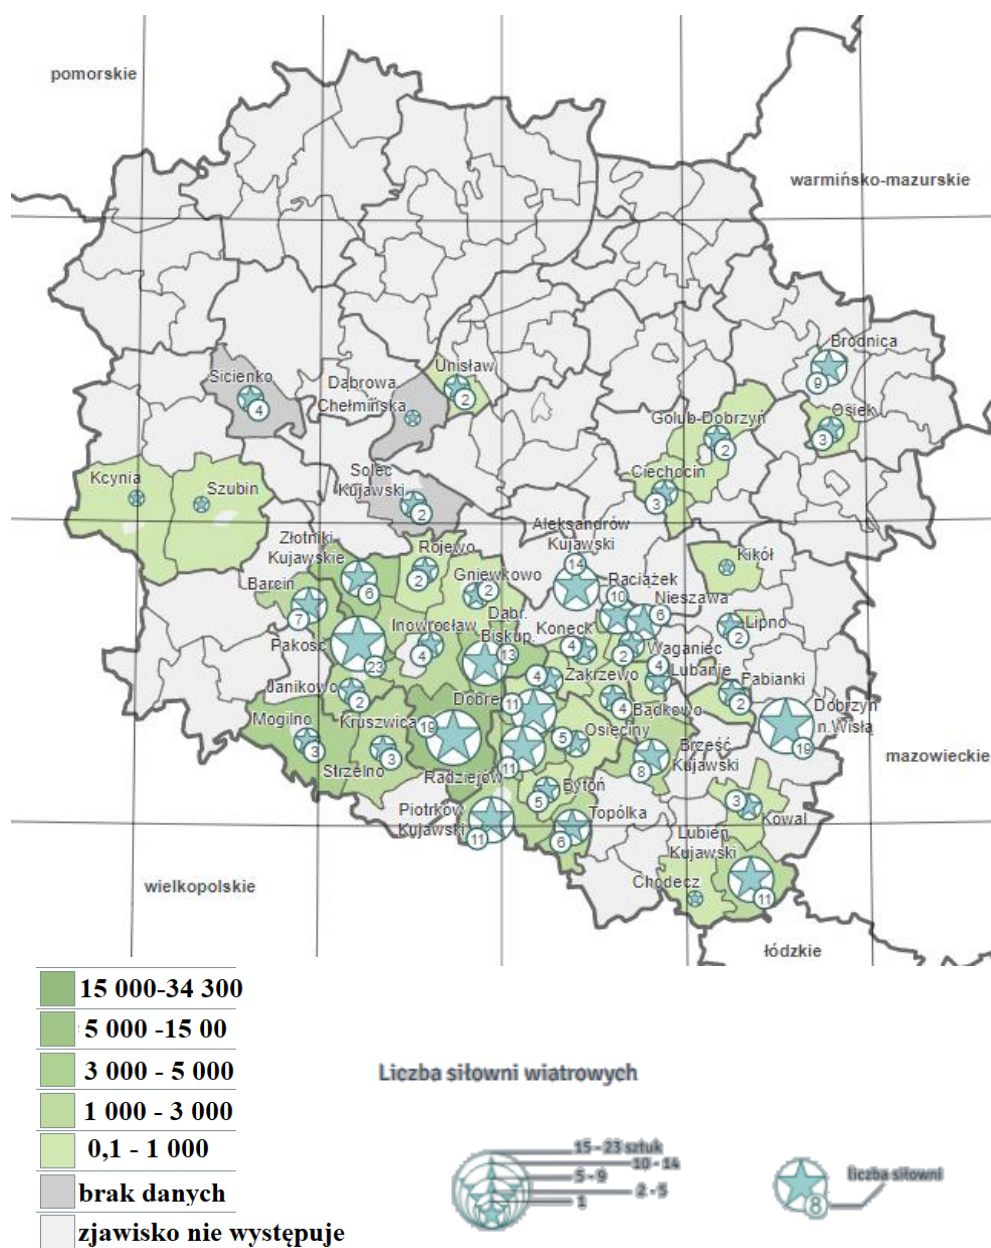 pomorskie
warmińsko-mazurskie
Brodnica
9
Unisław
2
Sicienko
4
Dąbrowa
Chełmińska
Osiek
3
Golub-Dobrzyń
2
Solec
Kujawski
2
Ciechocin
3
Kcynia
Szubin
Aleksandrów
Kujawski
14
Złotniki
Kujawskie
6
Rojewo
2
Kikół
Gniewkowo
2
Raciążek
10
Nieszawa
6
Barcin
7
Dąbr.
Biskup.
13
Koneck
4
Lipno
2
Inowrocław
4
Pakość
23
Waganiec
2
Zakrzewo
4
Lubanie
4
Fabianki
2
Janikowo
2
Dobre
11
Bądkowo
4
Dobrzyń
n.Wisłą
19
Mogilno
3
Kruszwica
19
Osięciny
5
Strzelno
3
Brześć
Kujawski
8
mazowieckie
Radziejów
11
Bytoń
5
Kowal
3
Piotrków
Kujawski
11
Topólka
6
Lubień
Kujawski
11
Chodecz
wielkopolskie
łódzkie
15 000-34 300
5 000 -15 00
3 000 - 5 000
1 000 - 3 000
0,1 - 1 000
brak danych
zjawisko nie występuje
Liczba siłowni wiatrowych
15 - 23 sztuk
10 - 14
5 - 9
2 - 5
1
liczba siłowni
8